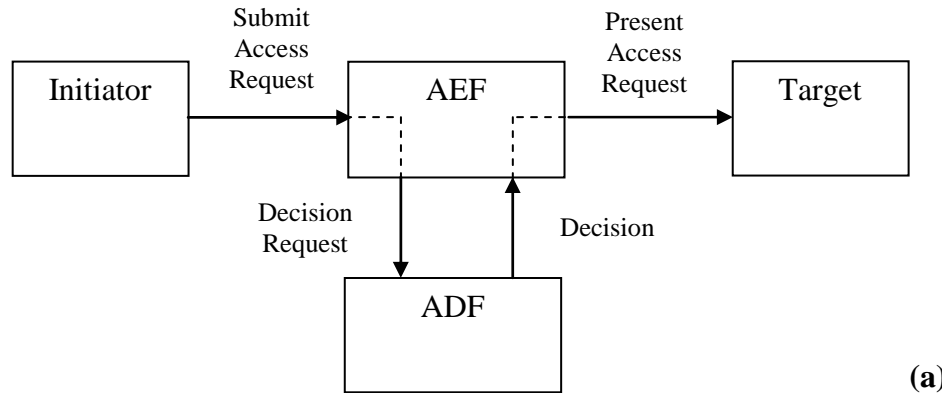 Submit
Access
Request
Present
Access
Request
Initiator
AEF
Target
Decision
Request
Decision
ADF
(a)